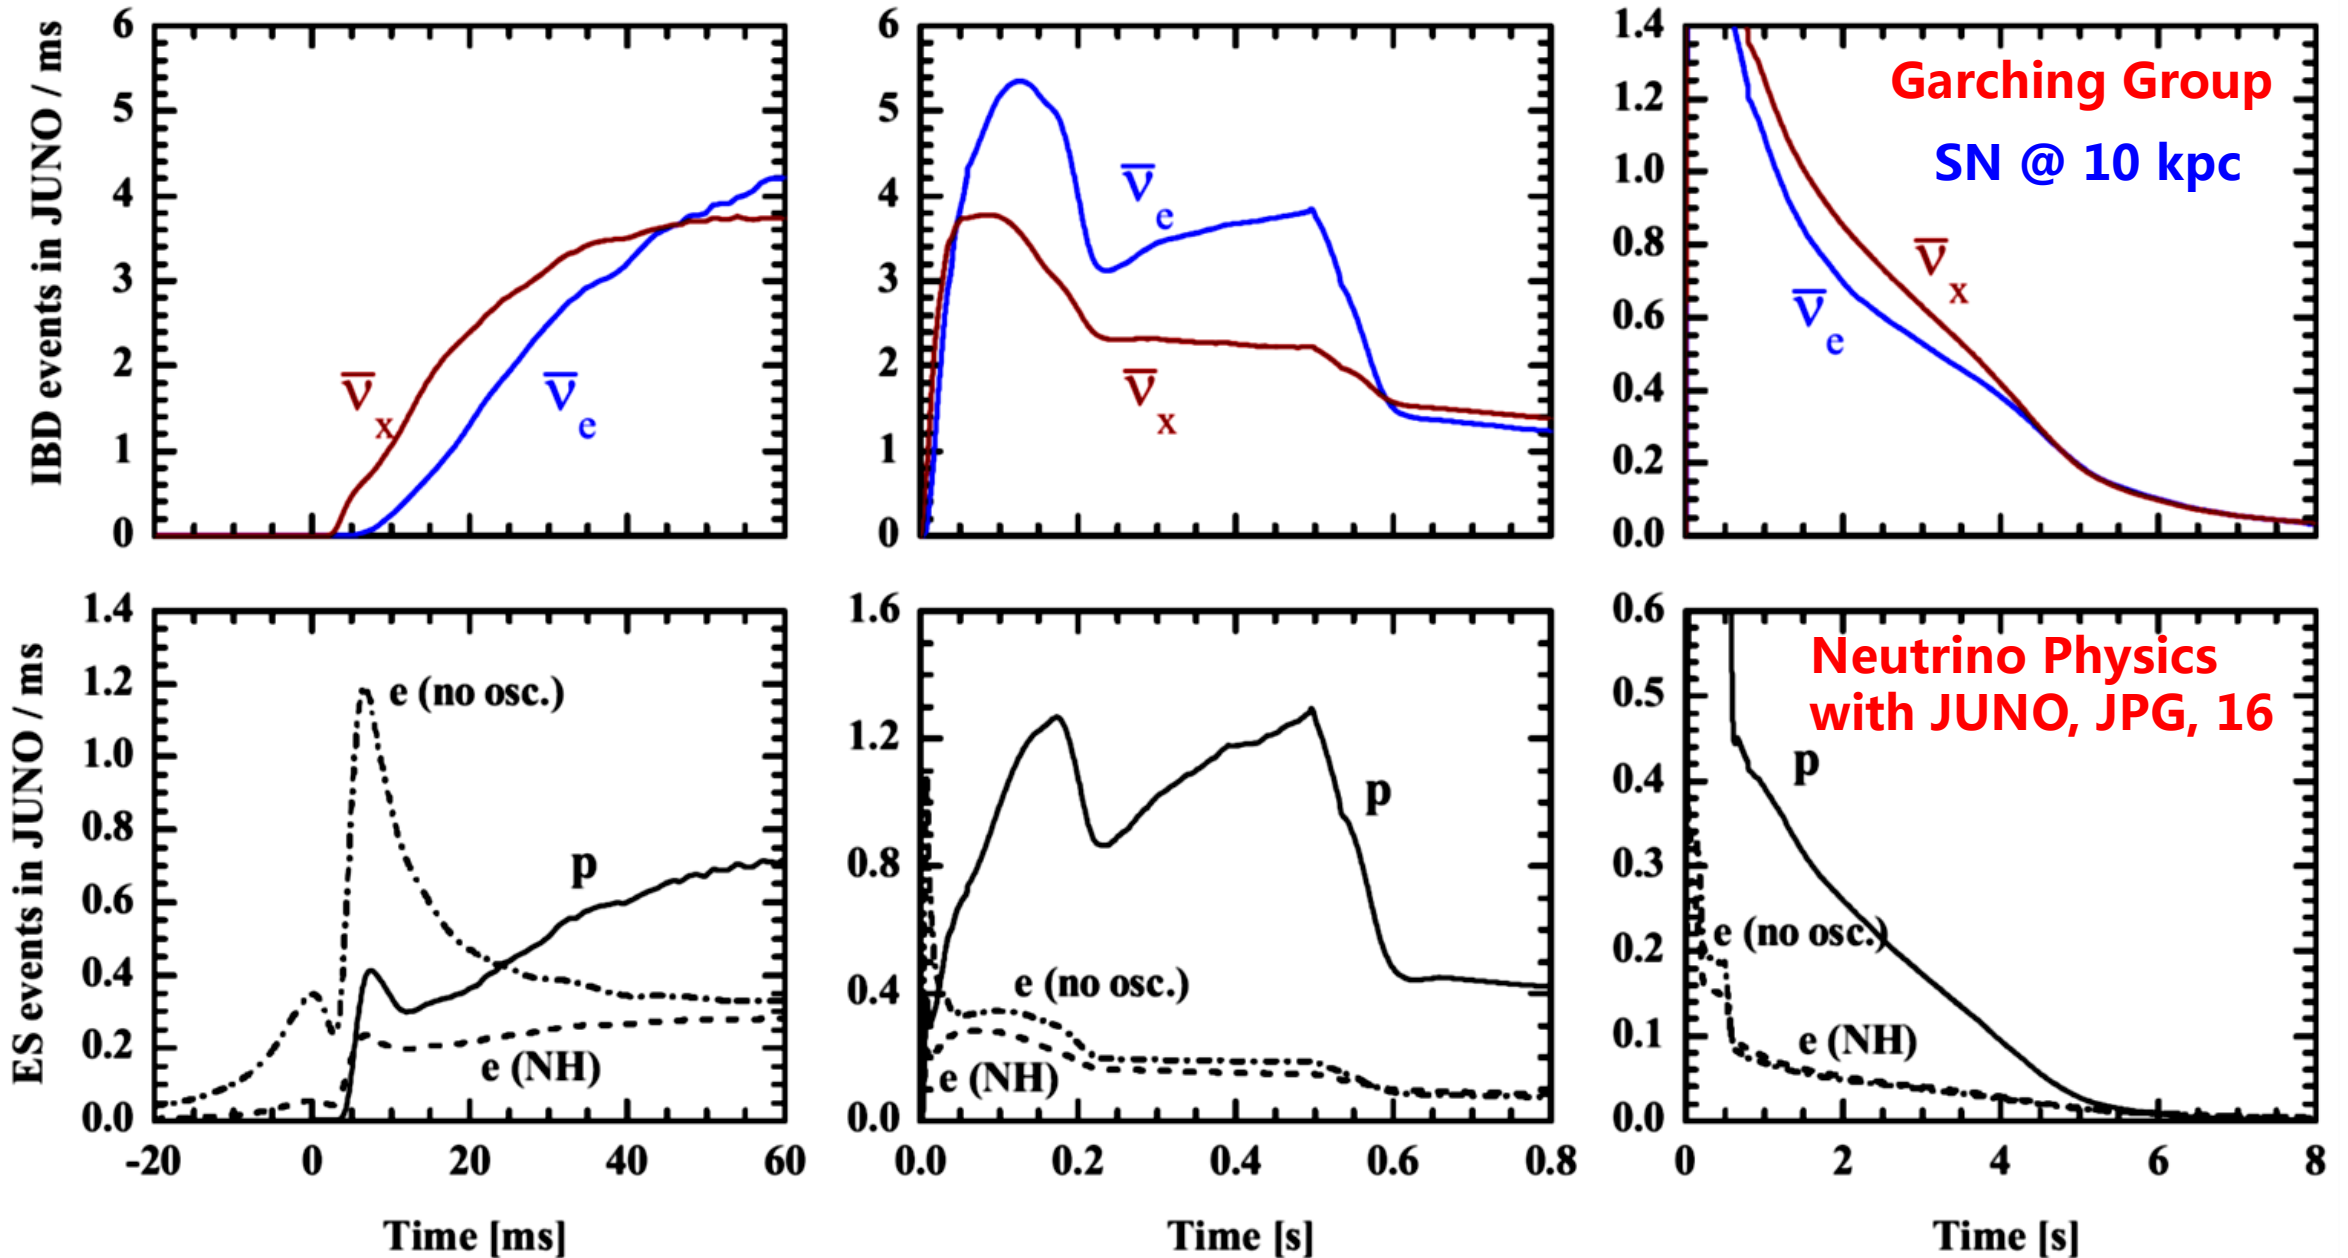 IBD events in JUNO / ms
6
5
4
3
2
1
0
ν̄x
ν̄e
6
5
4
3
2
1
0
ν̄e
ν̄x
1.4
1.2
1.0
0.8
0.6
0.4
0.2
0.0
Garching Group
SN @ 10 kpc
ν̄x
ν̄e
ES events in JUNO / ms
1.4
1.2
1.0
0.8
0.6
0.4
0.2
0.0
e (no osc.)
p
e (NH)
-20 0 20 40 60
Time [ms]
1.6
1.2
0.8
0.4
0.0
p
e (no osc.)
e (NH)
0.0 0.2 0.4 0.6 0.8
Time [s]
0.6
0.5
0.4
0.3
0.2
0.1
0.0
Neutrino Physics
with JUNO, JPG, 16
p
e (no osc.)
e (NH)
0 2 4 6 8
Time [s]